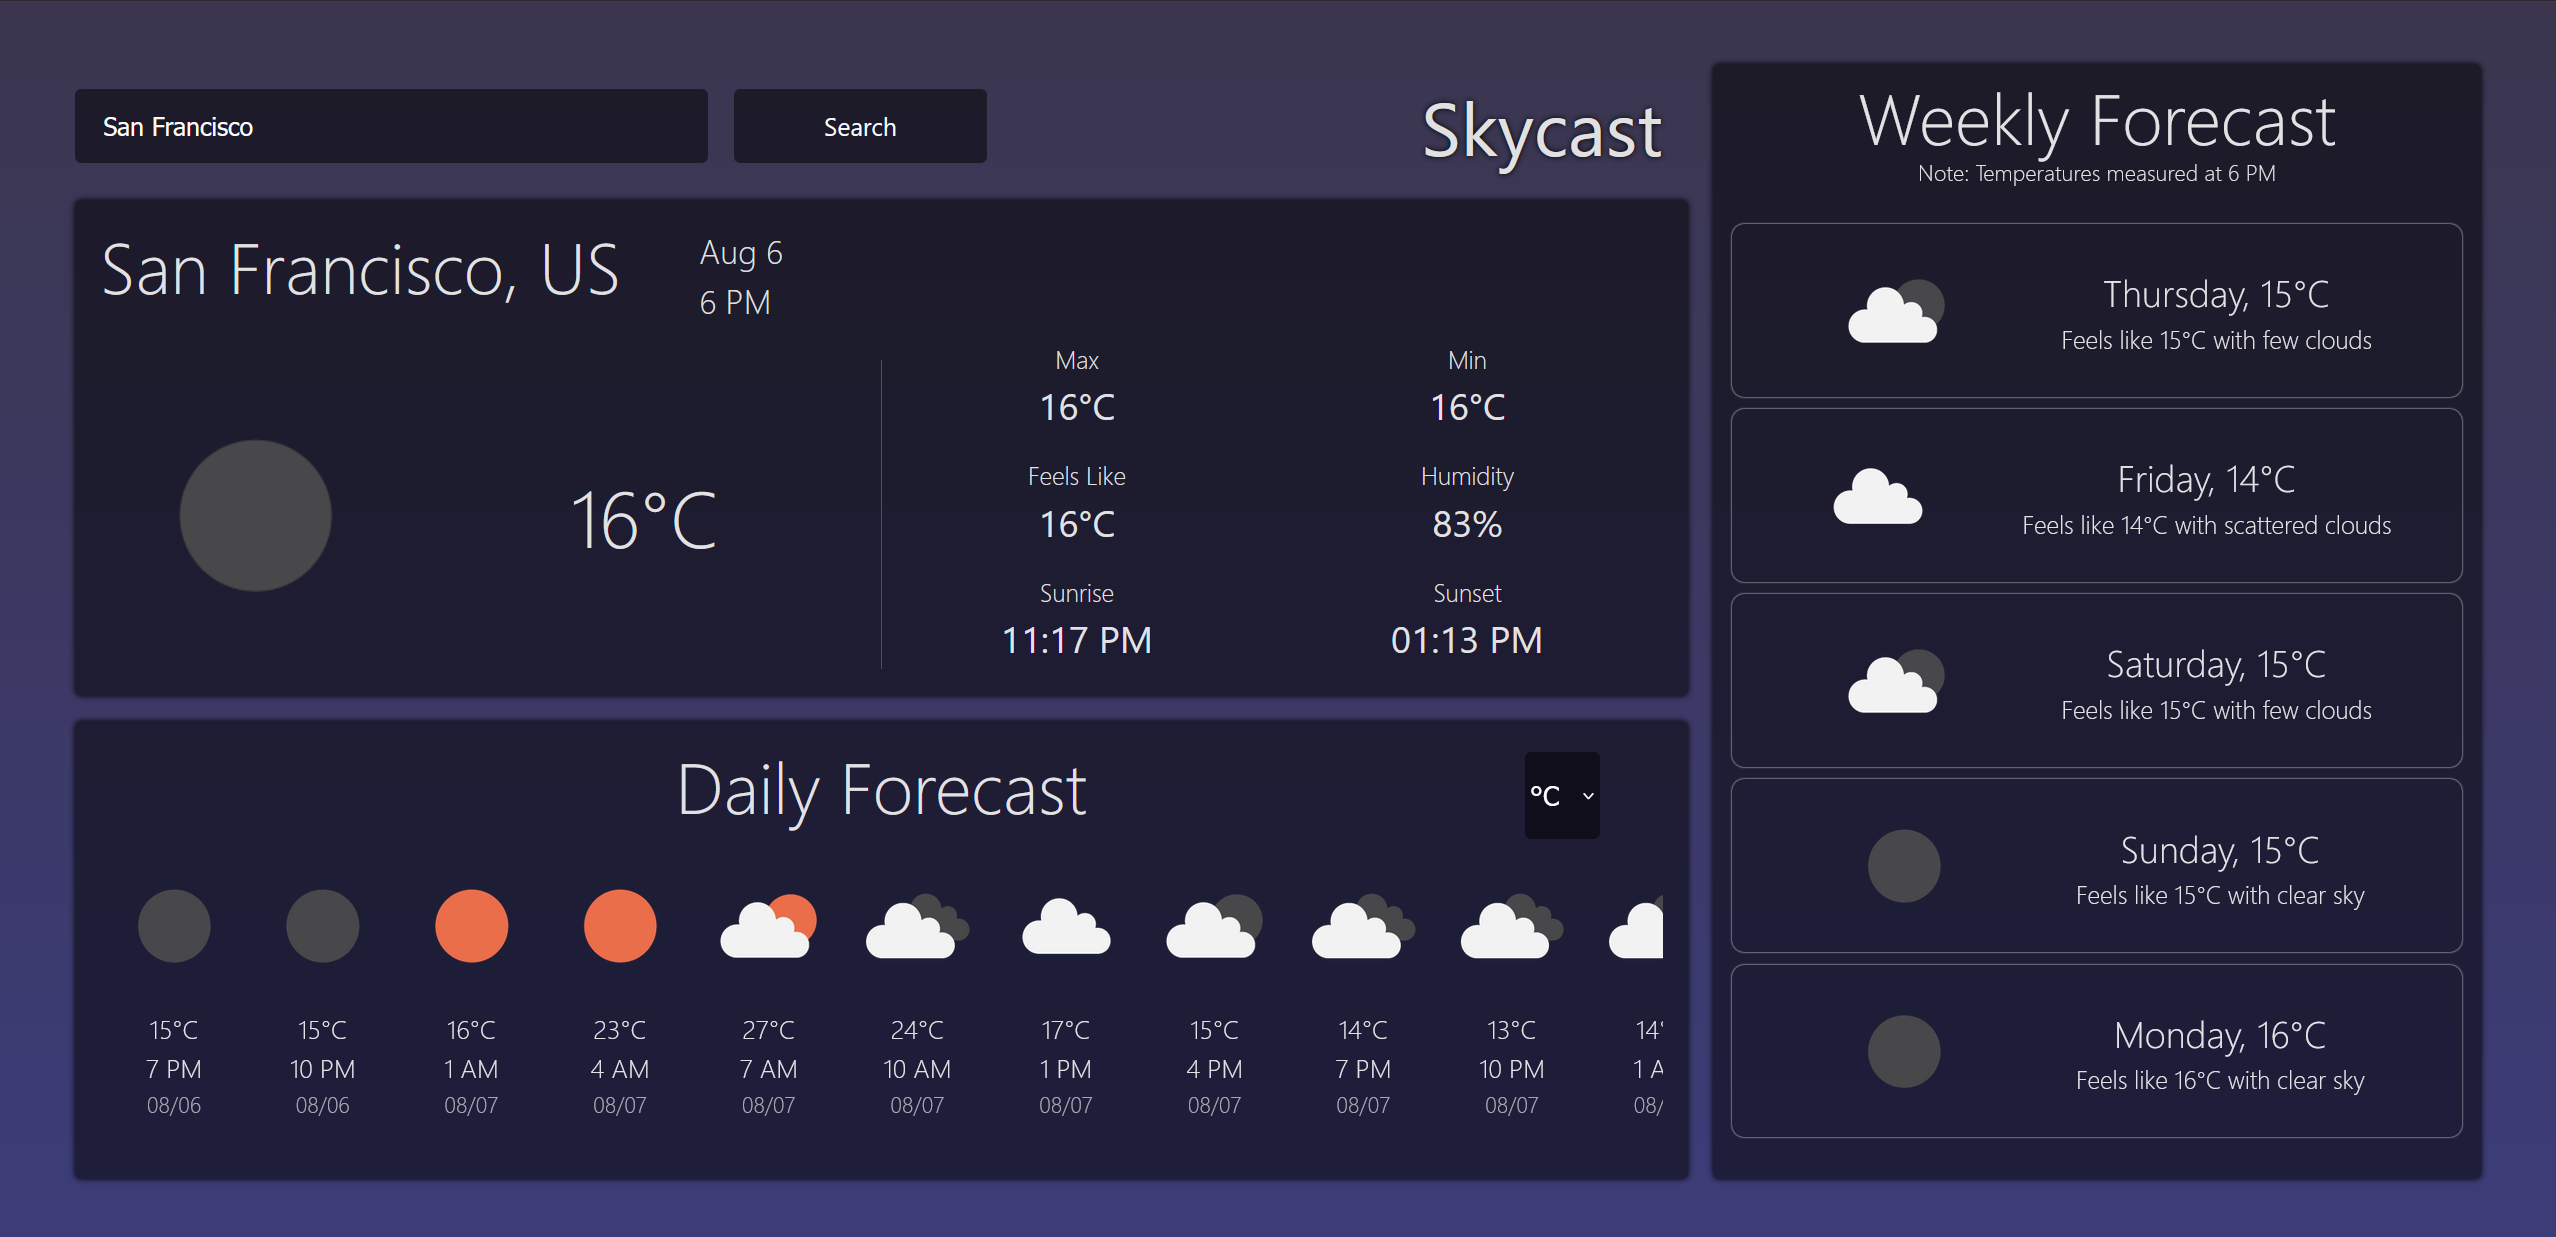 San Francisco
Search
Skycast
San Francisco, US
Aug 6
6 PM
16°C
Max
16°C
Min
16°C
Feels Like
16°C
Humidity
83%
Sunrise
11:17 PM
Sunset
01:13 PM
Daily Forecast
°C
15°C
7 PM
08/06
15°C
10 PM
08/06
16°C
1 AM
08/07
23°C
4 AM
08/07
27°C
7 AM
08/07
24°C
10 AM
08/07
17°C
1 PM
08/07
15°C
4 PM
08/07
14°C
7 PM
08/07
13°C
10 PM
08/07
14°
1 A
08/
Weekly Forecast
Note: Temperatures measured at 6 PM
Thursday, 15°C
Feels like 15°C with few clouds
Friday, 14°C
Feels like 14°C with scattered clouds
Saturday, 15°C
Feels like 15°C with few clouds
Sunday, 15°C
Feels like 15°C with clear sky
Monday, 16°C
Feels like 16°C with clear sky